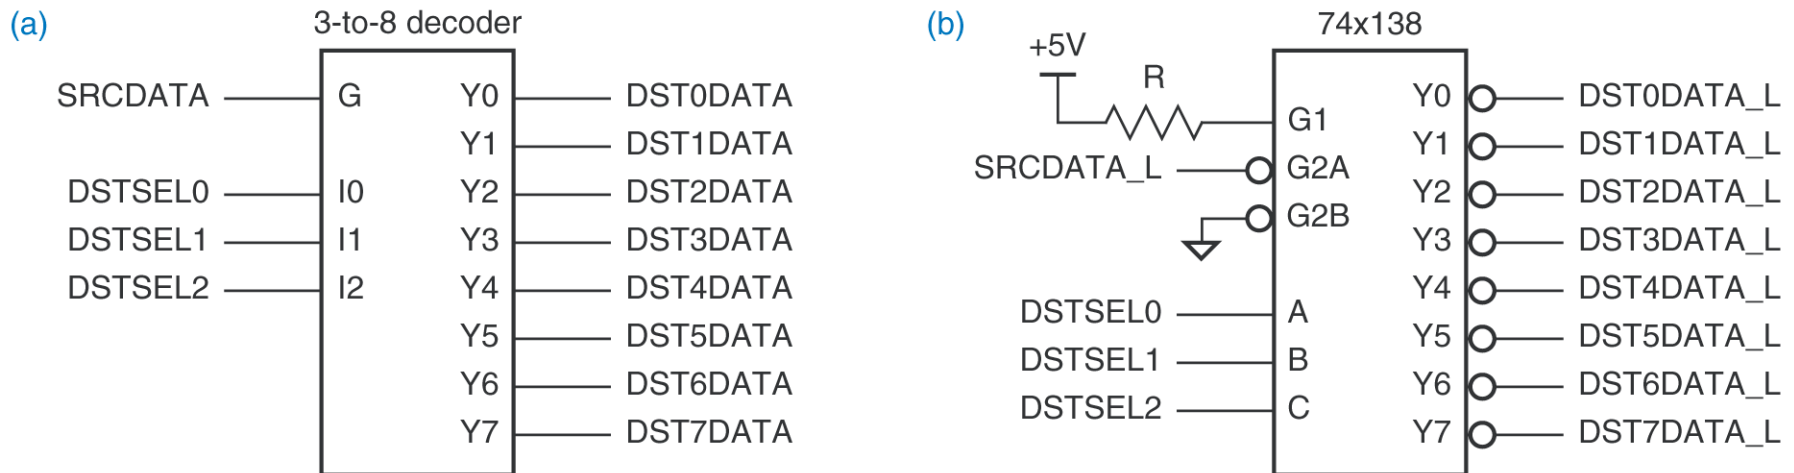 (a)
3-to-8 decoder
SRCDATA G Y0 DST0DATA
Y1 DST1DATA
DSTSEL0 I0 Y2 DST2DATA
DSTSEL1 I1 Y3 DST3DATA
DSTSEL2 I2 Y4 DST4DATA
Y5 DST5DATA
Y6 DST6DATA
Y7 DST7DATA
(b)
74x138
+5V
R
G1
SRCDATA_L G2A
G2B
DSTSEL0 A
DSTSEL1 B
DSTSEL2 C
Y0 DST0DATA_L
Y1 DST1DATA_L
Y2 DST2DATA_L
Y3 DST3DATA_L
Y4 DST4DATA_L
Y5 DST5DATA_L
Y6 DST6DATA_L
Y7 DST7DATA_L